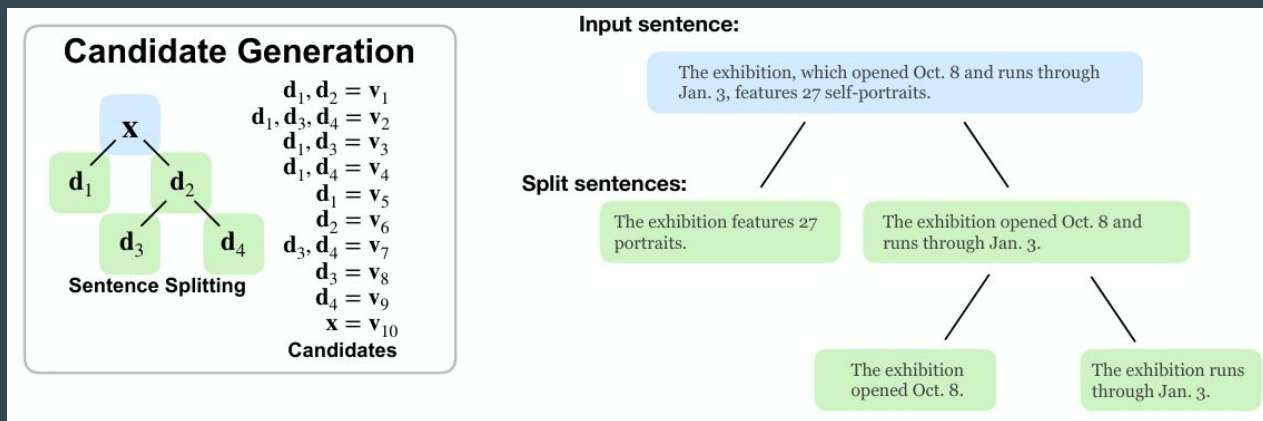 Candidate Generation
x
d1
d2
d3
d4
Sentence Splitting
d1, d2 = v1
d1, d3, d4 = v2
d1, d3 = v3
d1, d4 = v4
d1 = v5
d2 = v6
d3, d4 = v7
d3 = v8
d4 = v9
x = v10
Candidates
Input sentence:
The exhibition, which opened Oct. 8 and runs through
Jan. 3, features 27 self-portraits.
Split sentences:
The exhibition features 27
portraits.
The exhibition opened Oct. 8 and
runs through Jan. 3.
The exhibition
opened Oct. 8.
The exhibition runs
through Jan. 3.